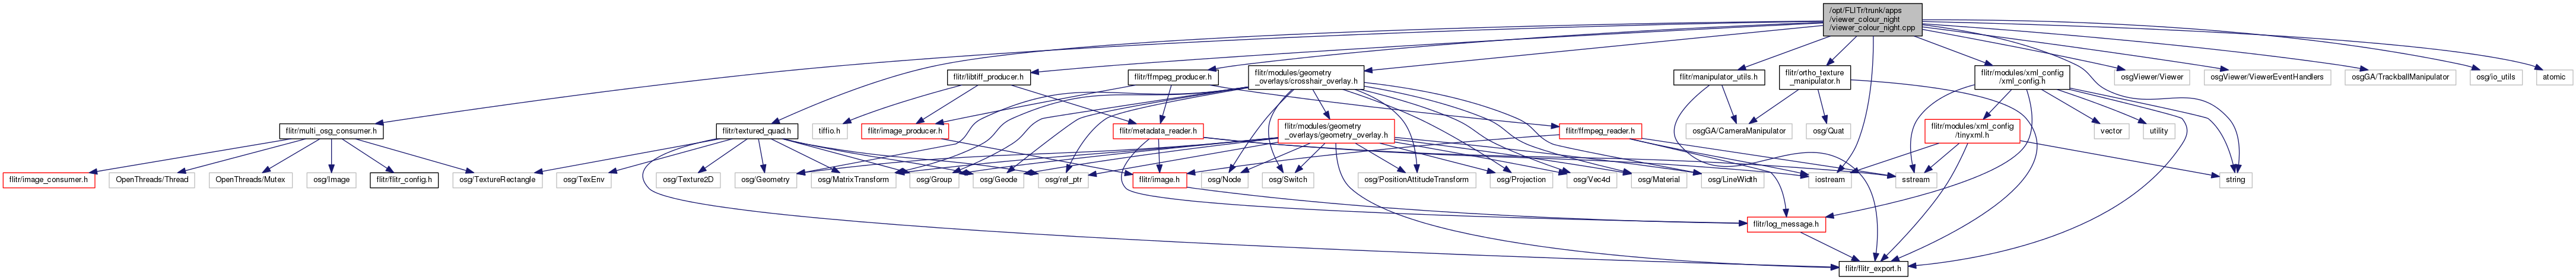 /opt/FLITr/trunk/apps
/viewer_colour_night
/viewer_colour_night.cpp
flitr/libtiff_producer.h
flitr/ffmpeg_producer.h
flitr/modules/geometry
_overlays/crosshair_overlay.h
flitr/manipulator_utils.h
flitr/ortho_texture
_manipulator.h
flitr/modules/xml_config
/xml_config.h
osgViewer/Viewer
osgViewer/ViewerEventHandlers
osgGA/TrackballManipulator
osg/io_utils
atomic
flitr/multi_osg_consumer.h
flitr/textured_quad.h
tiffio.h
flitr/image_producer.h
flitr/metadata_reader.h
flitr/modules/geometry
_overlays/geometry_overlay.h
flitr/ffmpeg_reader.h
osgGA/CameraManipulator
osg/Quat
flitr/modules/xml_config
/tinyxml.h
vector
utility
flitr/image_consumer.h
OpenThreads/Thread
OpenThreads/Mutex
osg/Image
flitr/flitr_config.h
osg/TextureRectangle
osg/TexEnv
osg/Texture2D
osg/Geometry
osg/MatrixTransform
osg/Group
osg/Geode
osg/ref_ptr
flitr/image.h
osg/Node
osg/Switch
osg/PositionAttitudeTransform
osg/Projection
osg/Vec4d
osg/Material
osg/LineWidth
iostream
sstream
string
flitr/log_message.h
flitr/flitr_export.h